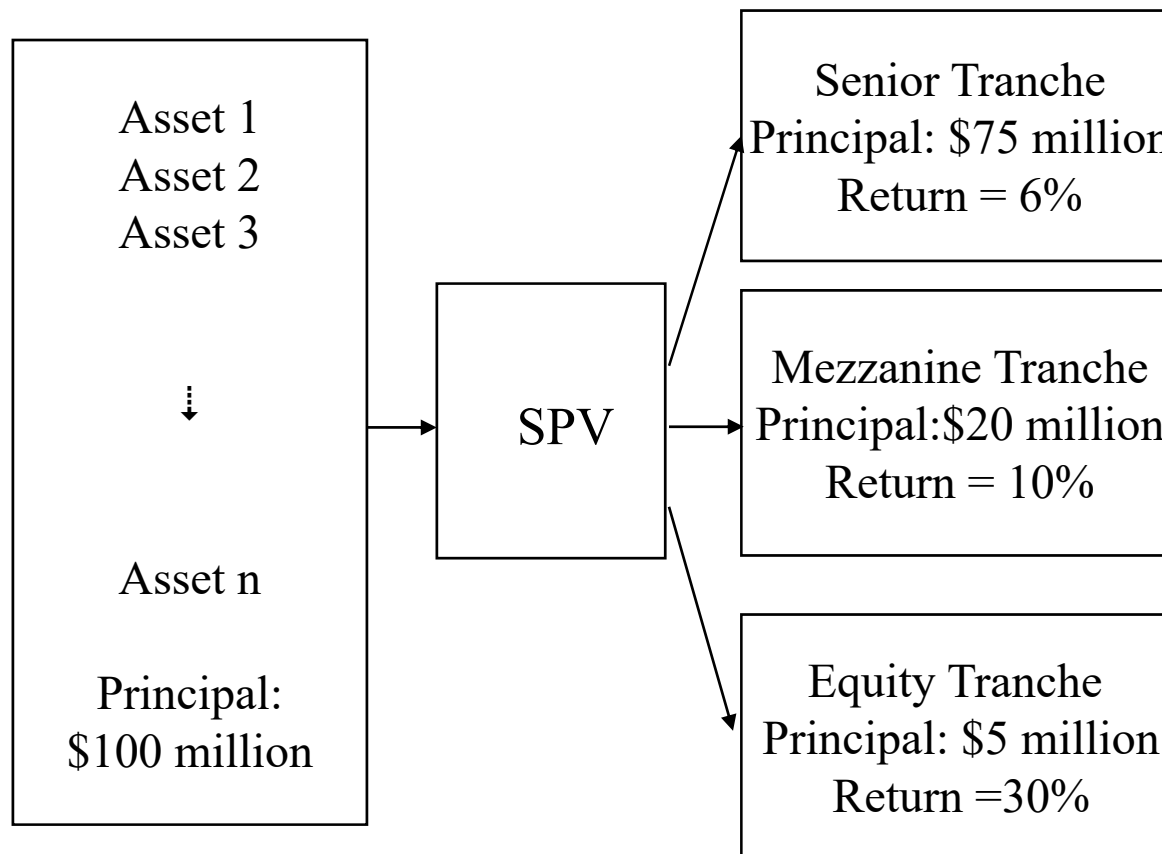 Asset 1
Asset 2
Asset 3
Asset n
Principal:
$100 million
SPV
Senior Tranche
Principal: $75 million
Return = 6%
Mezzanine Tranche
Principal:$20 million
Return = 10%
Equity Tranche
Principal: $5 million
Return =30%